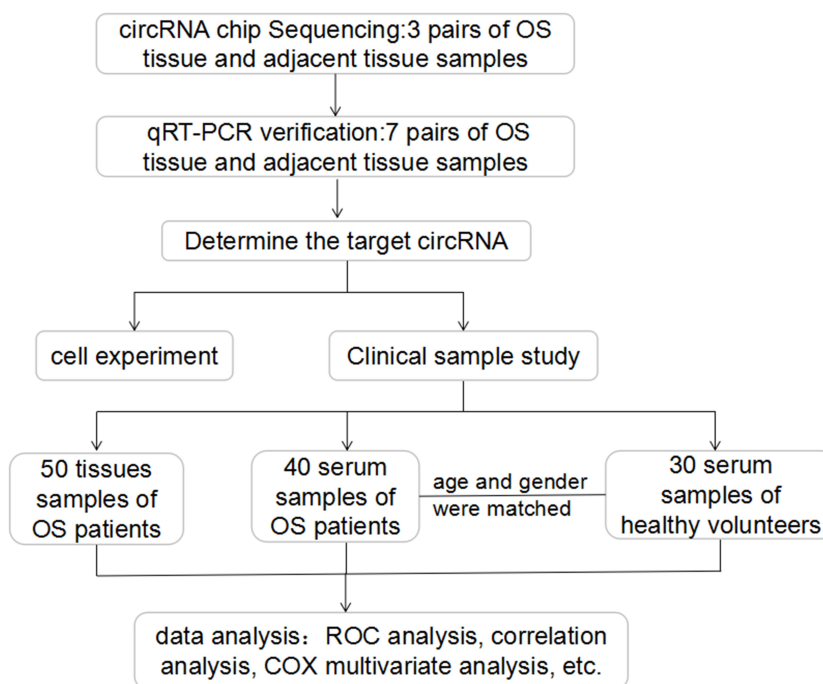 circRNA chip Sequencing:3 pairs of OS
tissue and adjacent tissue samples
qRT-PCR verification:7 pairs of OS
tissue and adjacent tissue samples
Determine the target circRNA
cell experiment
Clinical sample study
50 tissues
samples of
OS patients
40 serum
samples of
OS patients
age and gender
were matched
30 serum
samples of
healthy volunteers
data analysis：ROC analysis, correlation
analysis, COX multivariate analysis, etc.